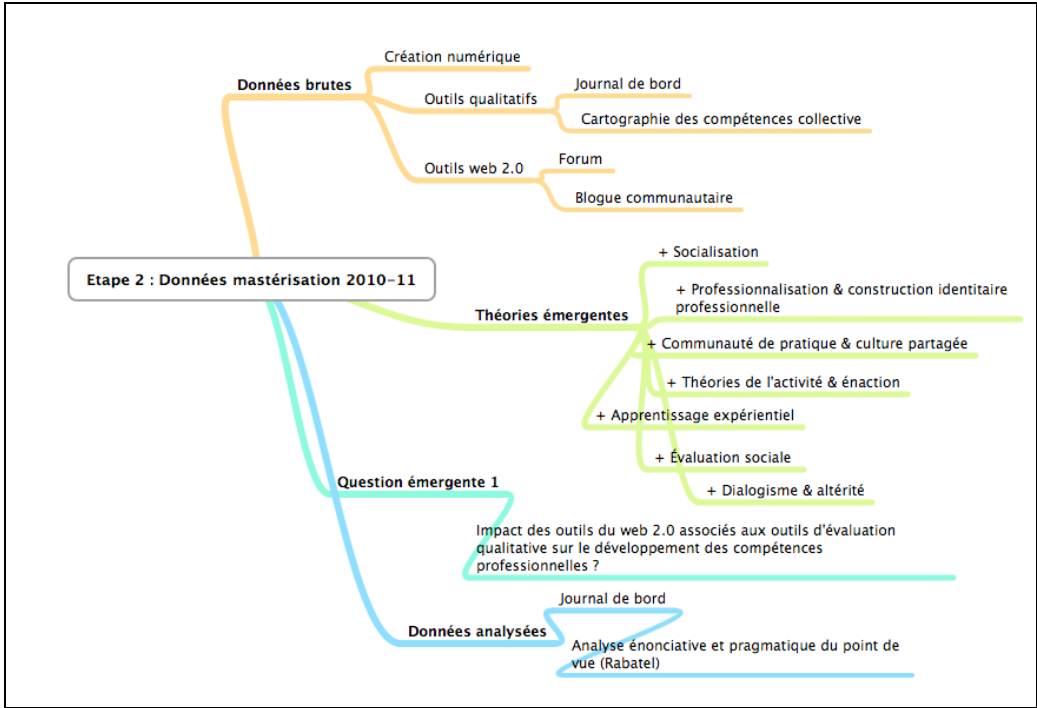 Création numérique
Données brutes
Journal de bord
Outils qualitatifs
Cartographie des compétences collective
Forum
Outils web 2.0
Blogue communautaire
Etape 2 : Données mastérisation 2010-11
+ Socialisation
+ Professionnalisation & construction identitaire
professionnelle
Théories émergentes
+ Communauté de pratique & culture partagée
+ Théories de l'activité & énaction
+ Apprentissage expérientiel
+ Évaluation sociale
+ Dialogisme & altérité
Question émergente 1
Impact des outils du web 2.0 associés aux outils d'évaluation
qualitative sur le développement des compétences
professionnelles ?
Journal de bord
Données analysées
Analyse énonciative et pragmatique du point de
vue (Rabatel)